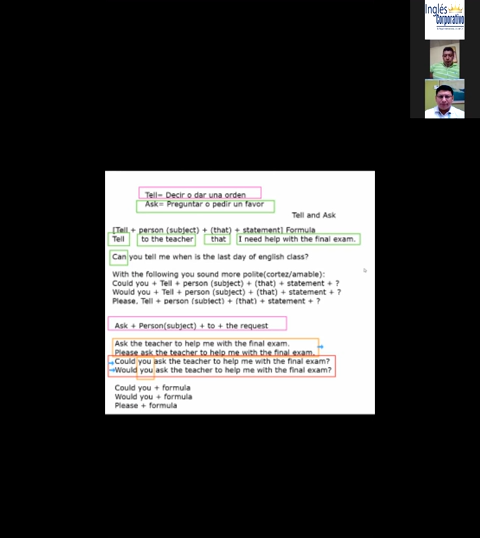 Inglés
Corporativo
Tell= Decir o dar una orden
Ask= Preguntar o pedir un favor
Tell and Ask
[Tell + person (subject) + (that) + statement] Formula
Tell to the teacher that I need help with the final exam.
Can you tell me when is the last day of english class?
With the following you sound more polite(cortez/amable):
Could you + Tell + person (subject) + (that) + statement + ?
Would you + Tell + person (subject) + (that) + statement + ?
Please, Tell + person (subject) + (that) + statement + ?
Ask + Person(subject) + to + the request
Ask the teacher to help me with the final exam.
Please ask the teacher to help me with the final exam.
Could you ask the teacher to help me with the final exam?
Would you ask the teacher to help me with the final exam?
Could you + formula
Would you + formula
Please + formula